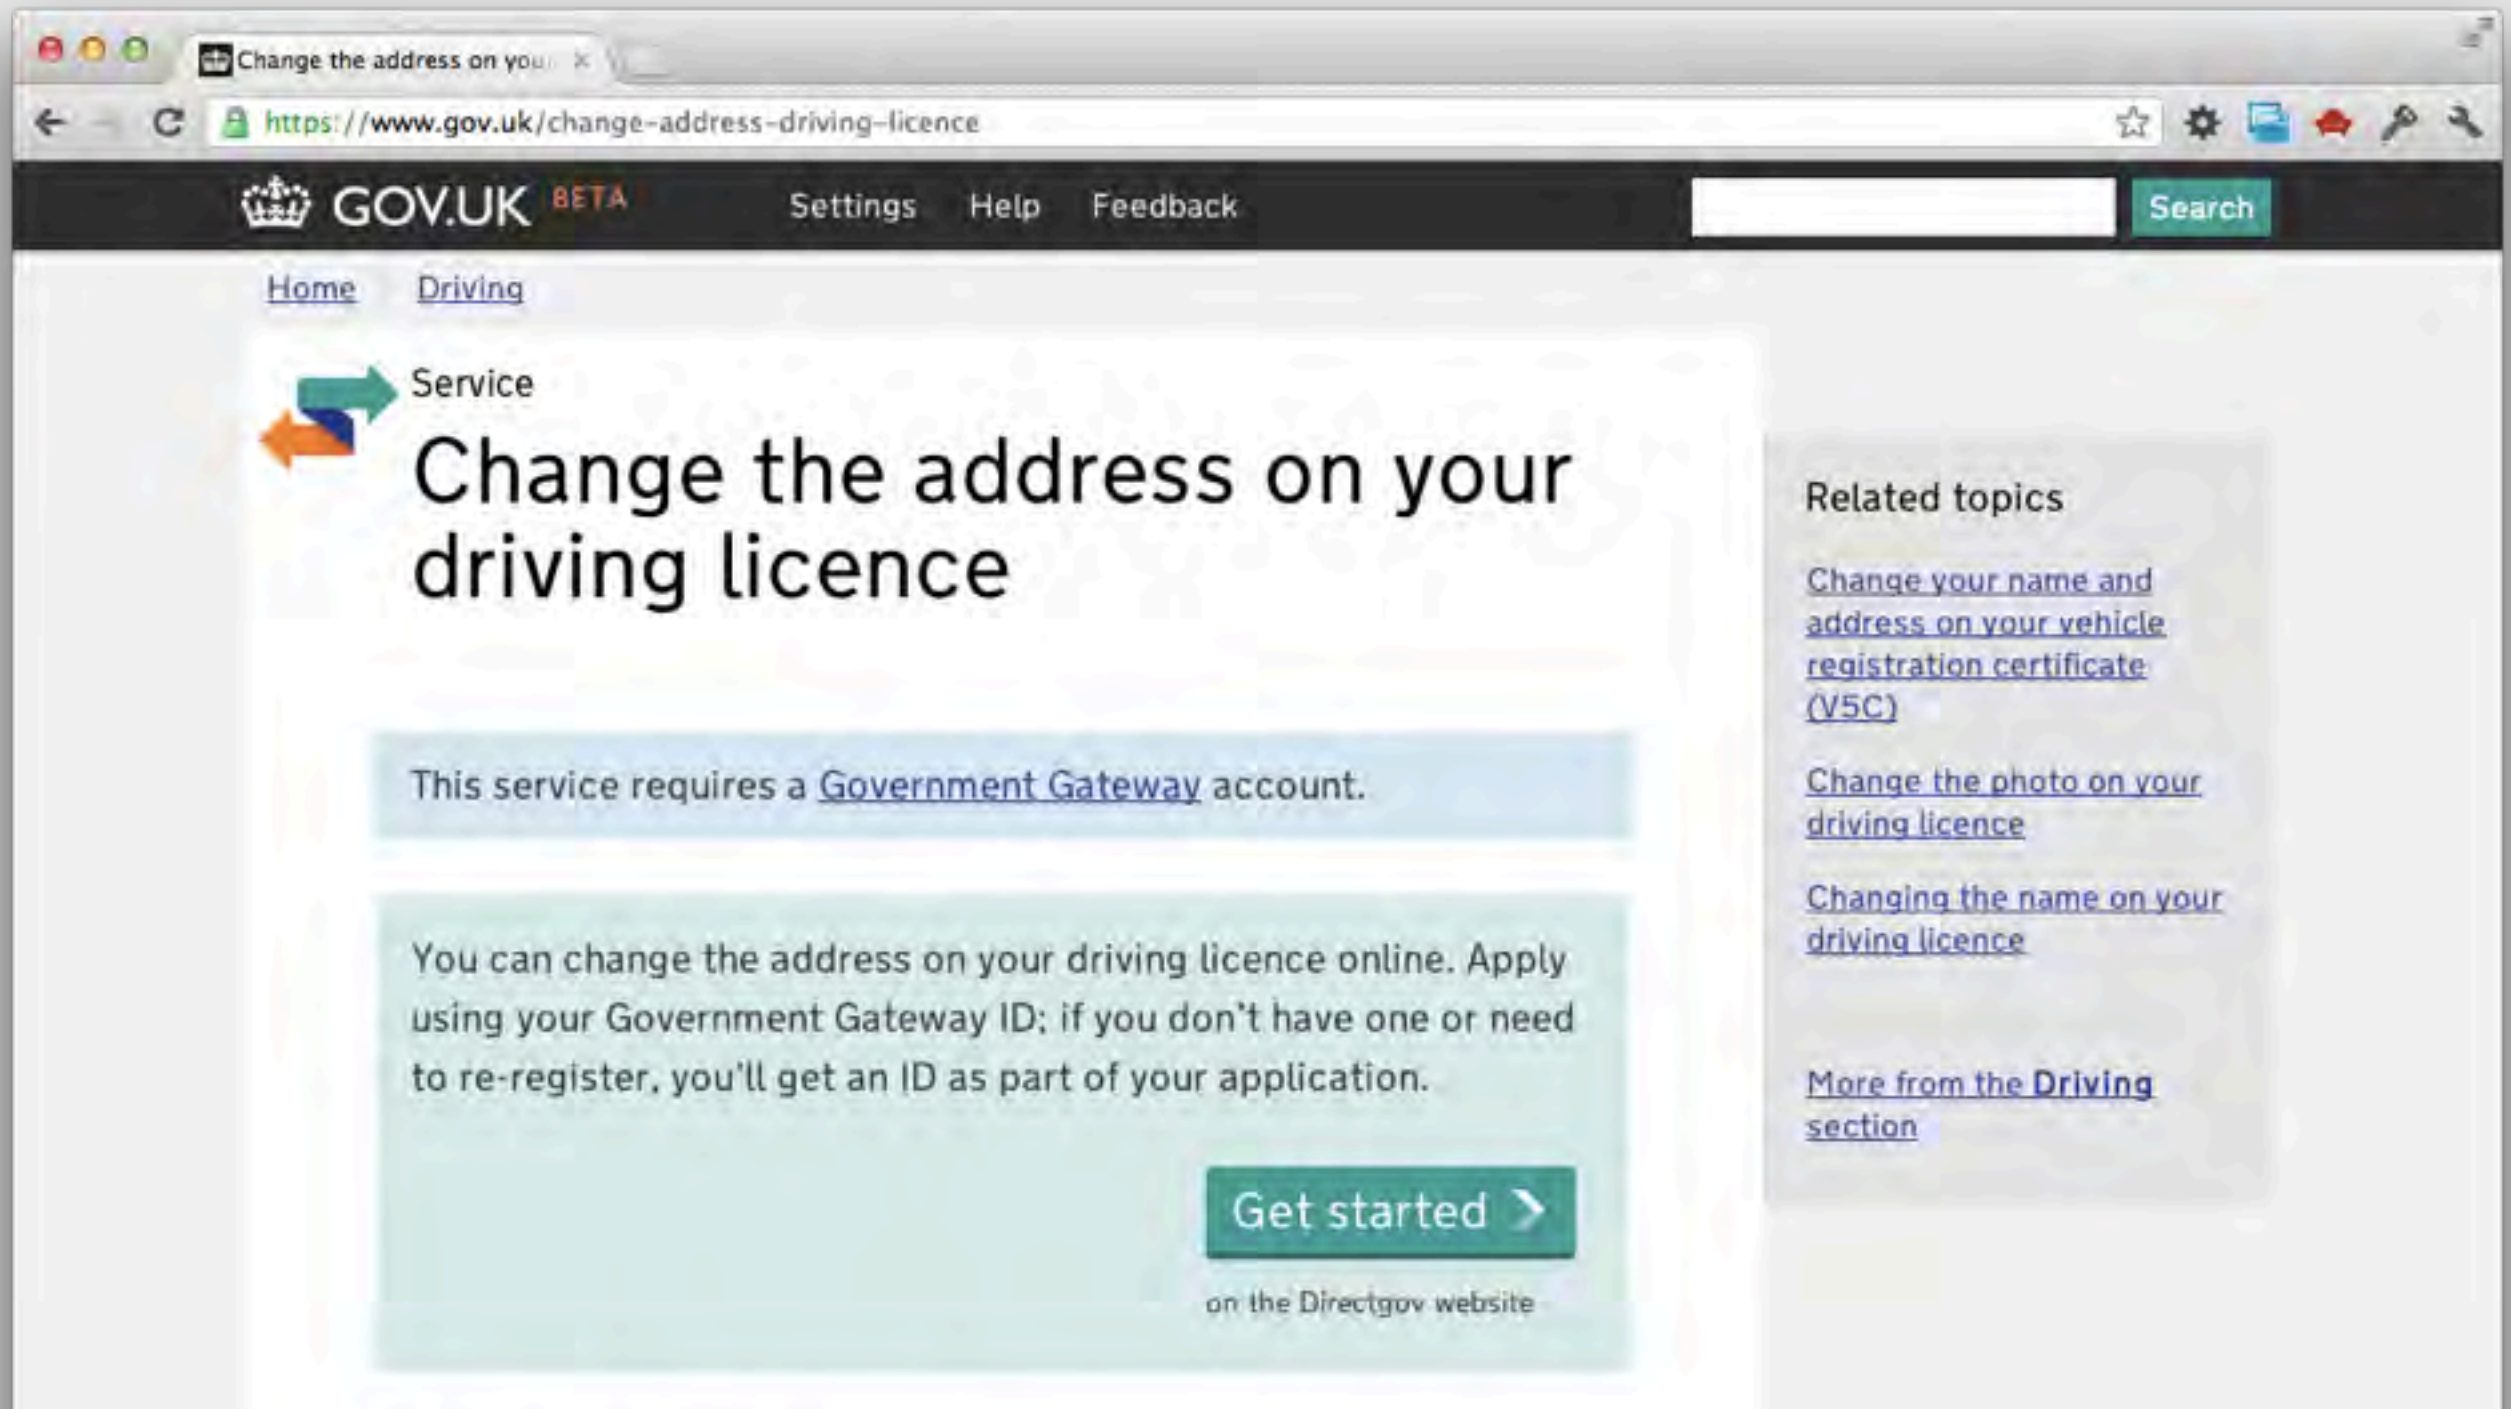 Change the address on you
https://www.gov.uk/change-address-driving-licence
GOV.UK BETA
Settings Help Feedback
Search
Home Driving
Service
Change the address on your
driving licence
This service requires a Government Gateway account.
You can change the address on your driving licence online. Apply
using your Government Gateway ID; if you don't have one or need
to re-register, you'll get an ID as part of your application.
Get started
on the Directgov website
Related topics
Change your name and
address on your vehicle
registration certificate
(V5C)
Change the photo on your
driving licence
Changing the name on your
driving licence
More from the Driving
section